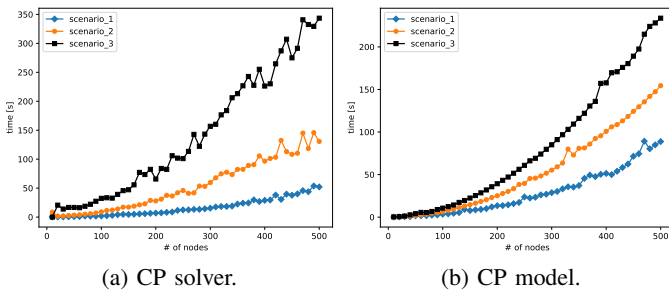 scenario_1
scenario_2
scenario_3
350
300
250
200
150
100
50
0
time [s]
0
100
200
300
400
500
# of nodes
(a) CP solver.
scenario_1
scenario_2
scenario_3
200
150
100
50
0
time [s]
0
100
200
300
400
500
# of nodes
(b) CP model.